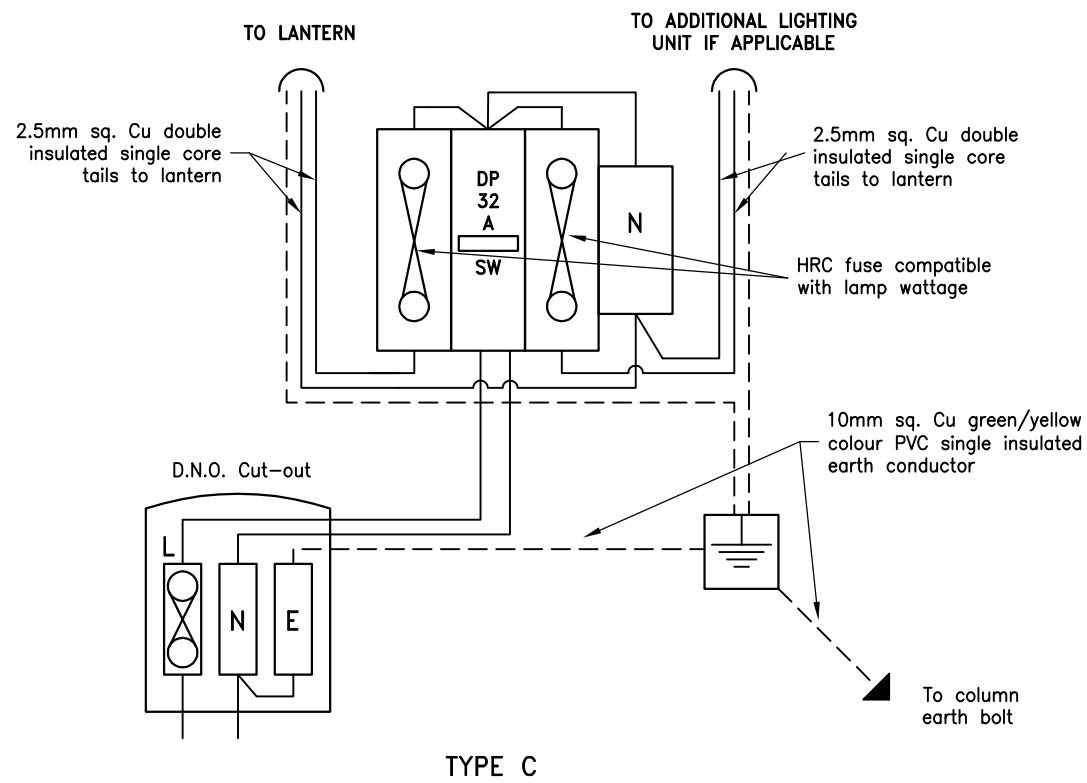 TO LANTERN
TO ADDITIONAL LIGHTING
UNIT IF APPLICABLE
2.5mm sq. Cu double
insulated single core
tails to lantern
2.5mm sq. Cu double
insulated single core
tails to lantern
DP
32
A
SW
N
HRC fuse compatible
with lamp wattage
10mm sq. Cu green/yellow
colour PVC single insulated
earth conductor
D.N.O. Cut-out
L
N
E
To column
earth bolt
TYPE C